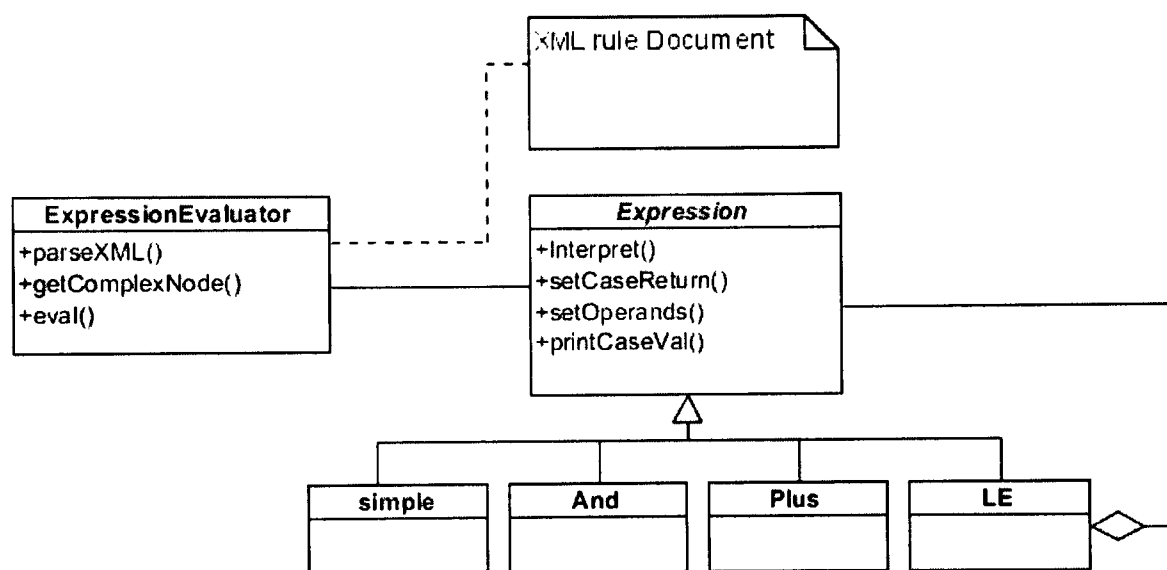 XML rule Document
ExpressionEvaluator
+parseXML()
+getComplexNode()
+eval()
Expression
+Interpret()
+setCaseReturn()
+setOperands()
+printCaseVal()
simple
And
Plus
LE